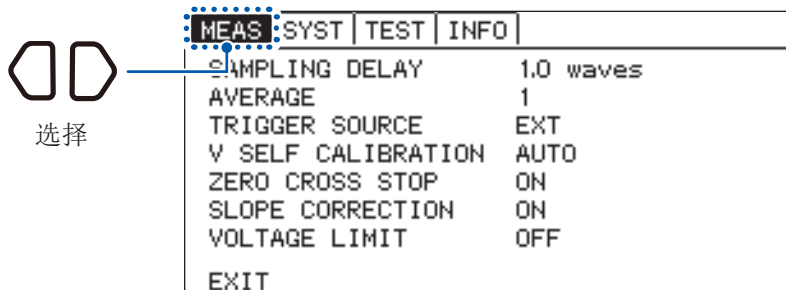 MEAS SYST TEST INFO
SAMPLING DELAY 1.0 waves
AVERAGE 1
TRIGGER SOURCE EXT
V SELF CALIBRATION AUTO
ZERO CROSS STOP ON
SLOPE CORRECTION ON
VOLTAGE LIMIT OFF
EXIT
选择